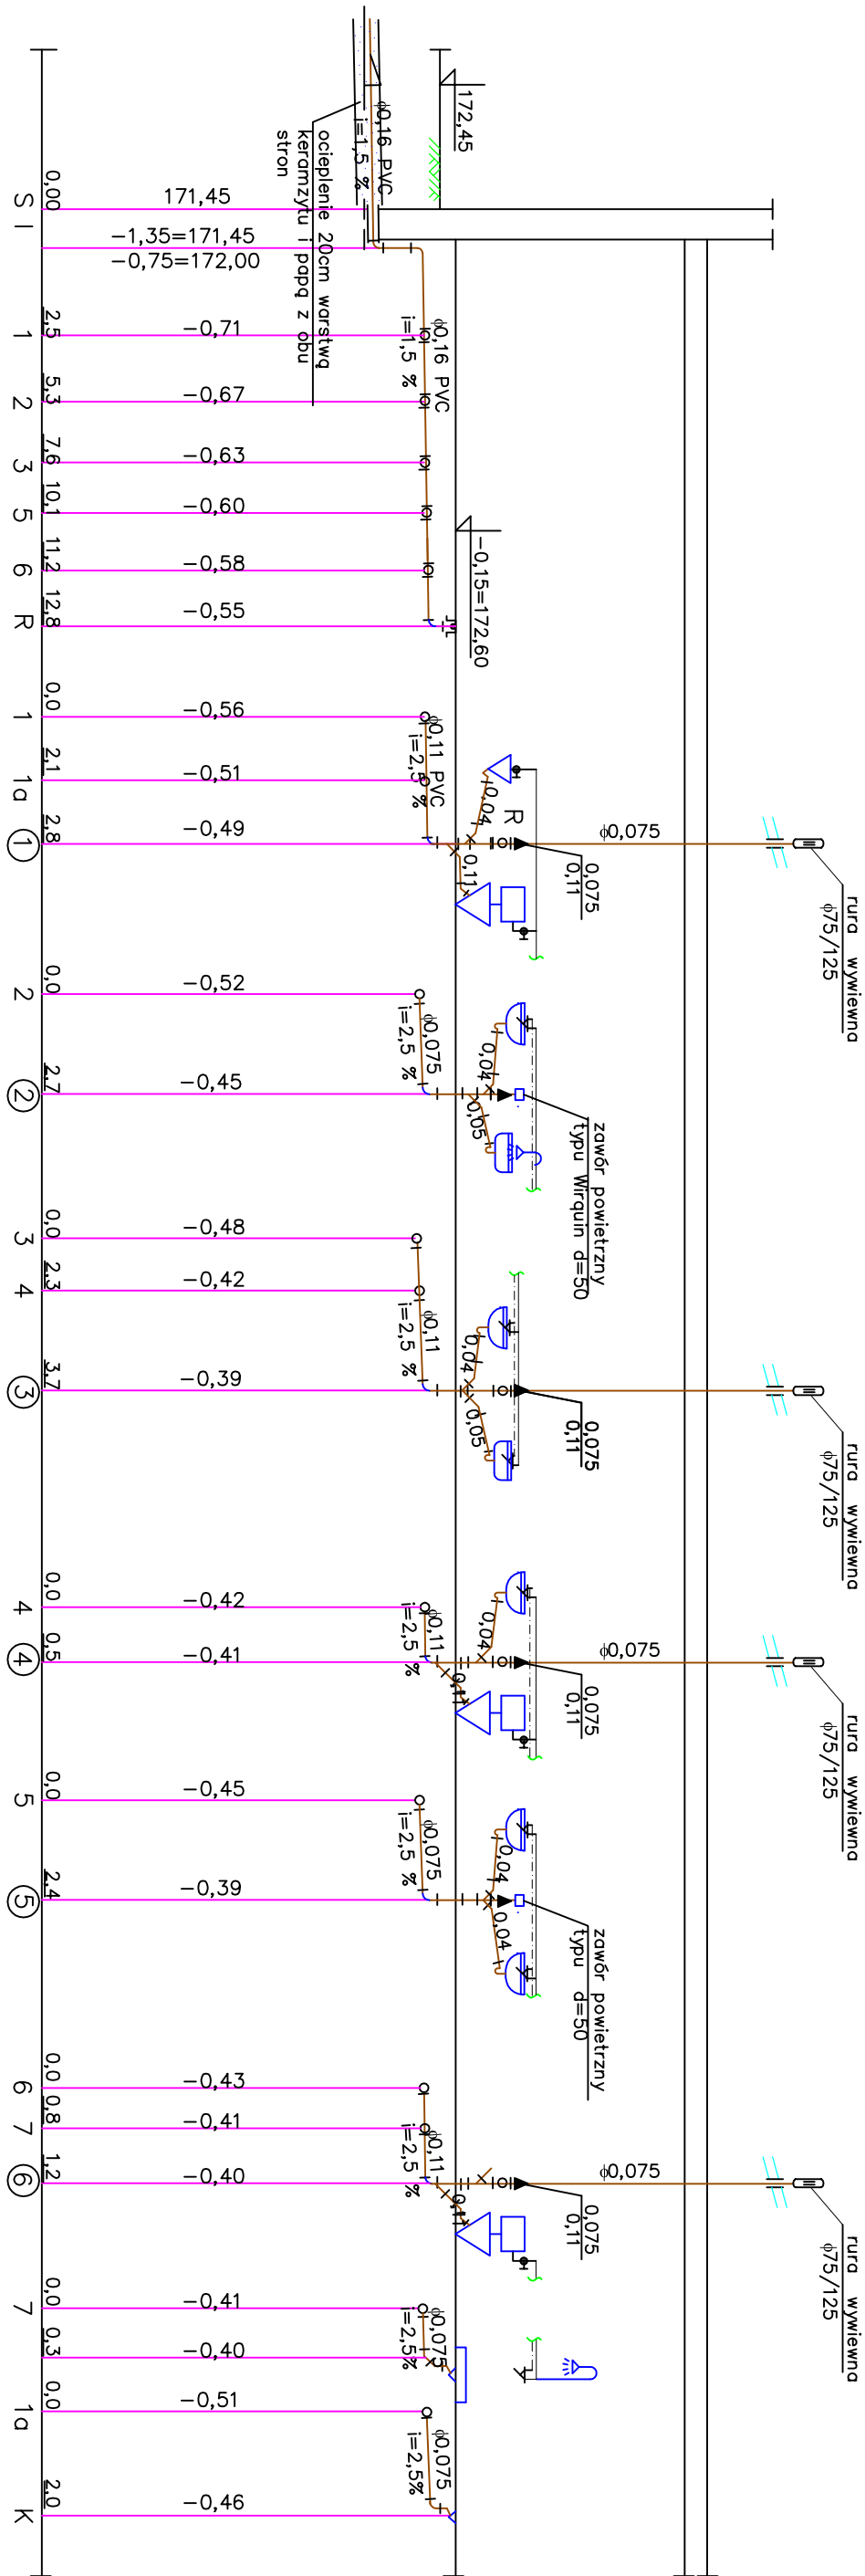 172,45
φ0,16 PVC
i=1,5 %
ocieplenie 20cm warstwą
keramzytu i papą z obu
stron
0,00
S I
171,45
-1,35=171,45
-0,75=172,00
φ0,16 PVC
i=1,5 %
2,5
1
-0,71
5,3
2
-0,67
7,6
3
-0,63
10,1
5
-0,60
11,2
6
-0,58
12,8
R
-0,55
-0,15=172,60
0,0
1
-0,56
φ0,11 PVC
i=2,5 %
2,1
1a
-0,51
2,8
1
-0,49
0,04
R
0,11
φ0,075
0,075
0,11
rura wywiewna
φ75/125
0,0
2
-0,52
φ0,075
i=2,5 %
2,7
2
-0,45
0,04
0,05
zawór powietrzny
typu Wirquin d=50
0,0
3
-0,48
2,3
4
-0,42
φ0,11
i=2,5 %
3,7
3
-0,39
0,04
0,05
0,075
0,11
rura wywiewna
φ75/125
0,0
4
-0,42
φ0,11
i=2,5 %
0,5
4
-0,41
0,04
0,11
φ0,075
0,075
0,11
rura wywiewna
φ75/125
0,0
5
-0,45
φ0,075
i=2,5 %
2,4
5
-0,39
0,04
0,04
zawór powietrzny
typu d=50
0,0
6
-0,43
0,8
7
-0,41
φ0,11
i=2,5 %
1,2
6
-0,40
0,11
φ0,075
0,075
0,11
rura wywiewna
φ75/125
0,0
7
-0,41
φ0,075
i=2,5%
0,3
-0,40
0,0
1a
-0,51
φ0,075
i=2,5%
2,0
K
-0,46